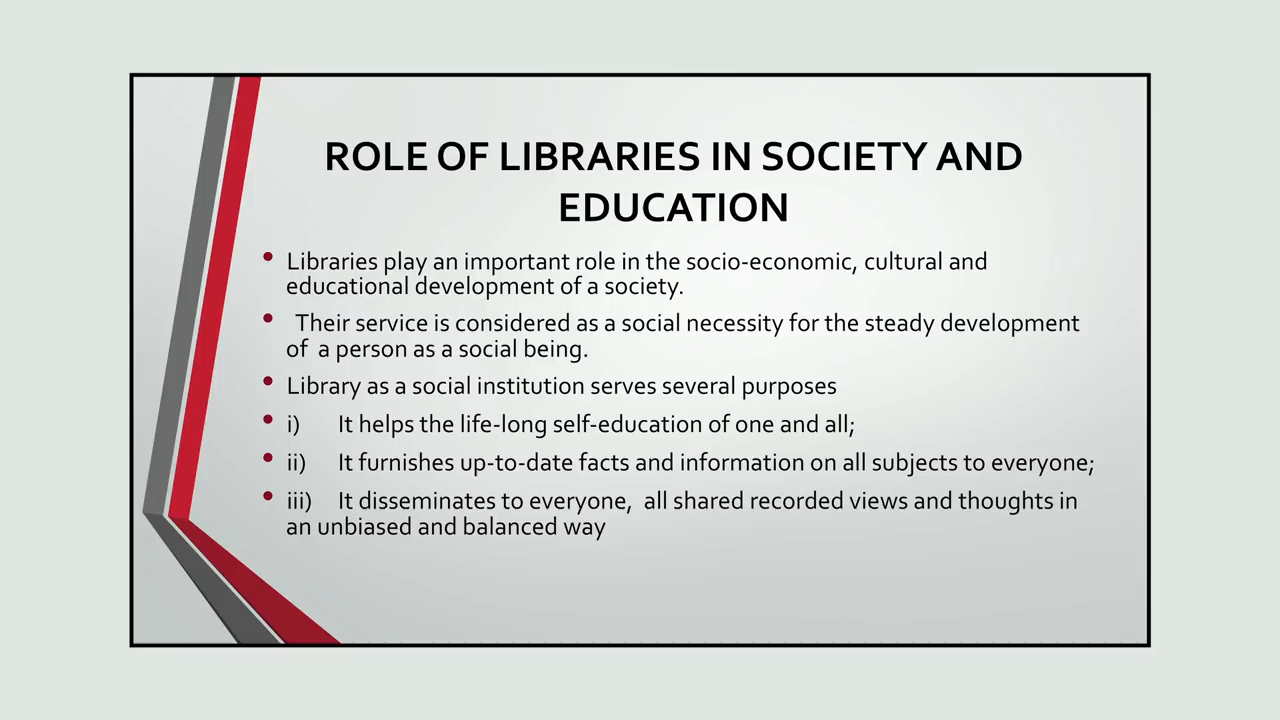 ROLE OF LIBRARIES IN SOCIETY AND
EDUCATION
• Libraries play an important role in the socio-economic, cultural and
educational development of a society.
• Their service is considered as a social necessity for the steady development
of a person as a social being.
• Library as a social institution serves several purposes
• i) It helps the life-long self-education of one and all;
• ii) It furnishes up-to-date facts and information on all subjects to everyone;
• iii) It disseminates to everyone, all shared recorded views and thoughts in
an unbiased and balanced way